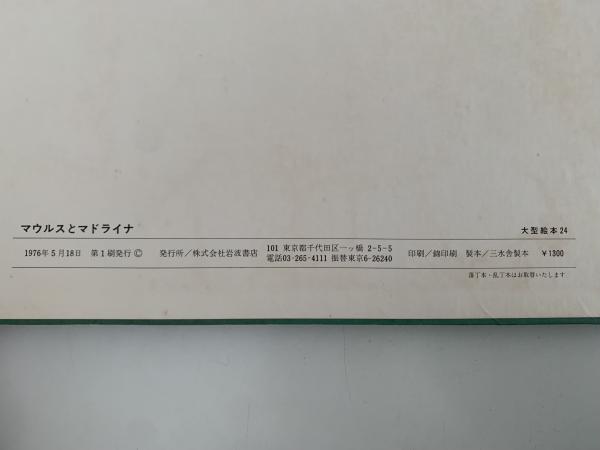 マウルスとマドライナ
大型絵本24
1976年5月18日 第1刷発行© 発行所／株式会社岩波書店 101 東京都千代田区一ッ橋 2-5-5 印刷／錦印刷 製本／三水舎製本 ¥1300
電話03-265-4111 振替東京6-26240
落丁本・乱丁本はお取替いたします